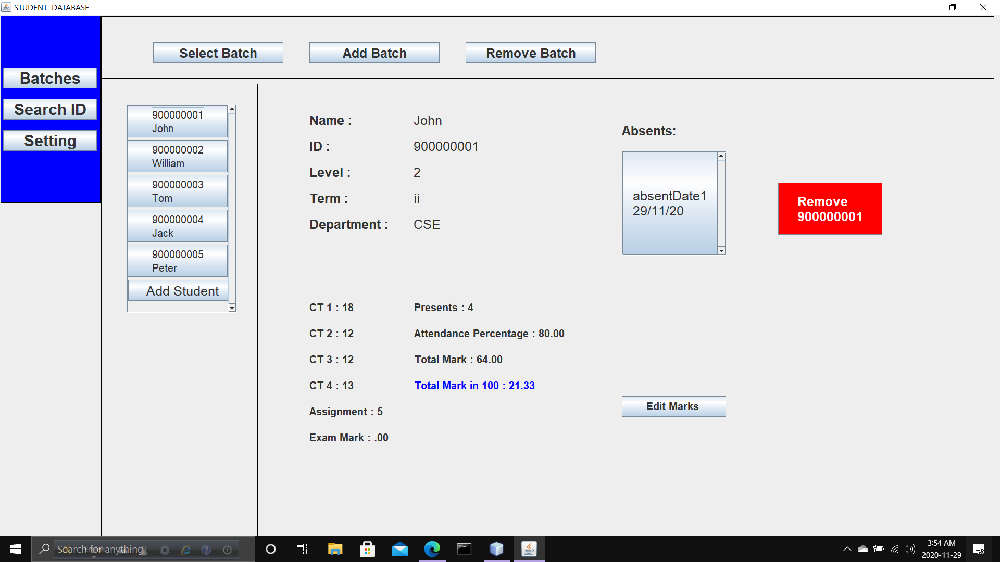 STUDENT  DATABASE
Select Batch
Add Batch
Remove Batch
Batches
Search ID
Setting
900000001
John
900000002
William
900000003
Tom
900000004
Jack
900000005
Peter
Add Student
Name : John
ID : 900000001
Level : 2
Term : ii
Department : CSE
Absents:
absentDate1
29/11/20
Remove
900000001
CT 1 : 18
Presents : 4
CT 2 : 12
Attendance Percentage : 80.00
CT 3 : 12
Total Mark : 64.00
CT 4 : 13
Total Mark in 100 : 21.33
Assignment : 5
Exam Mark : .00
Edit Marks
Search for anything
3:54 AM
2020-11-29